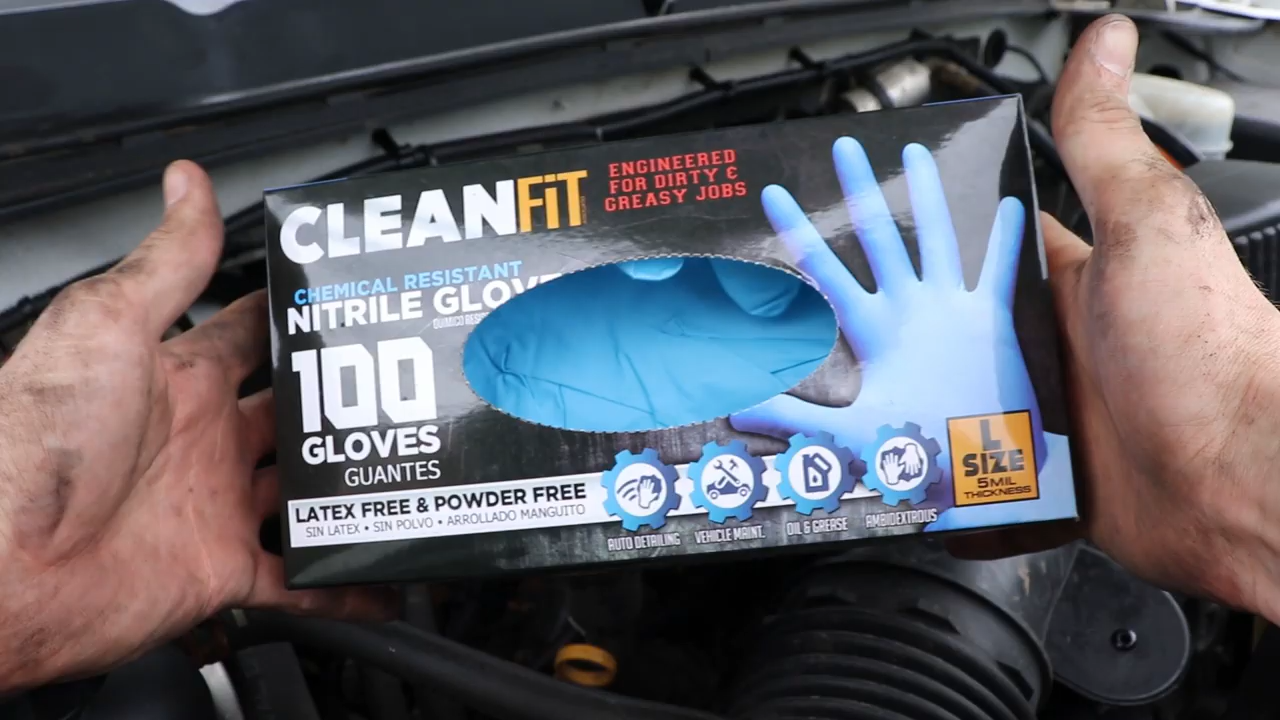 CLEANFiT
ENGINEERED
FOR DIRTY &
GREASY JOBS
CHEMICAL RESISTANT
NITRILE
100
GLOVES
GUANTES
LATEX FREE & POWDER FREE
SIN LATEX • SIN POLVO • ARROLLADO MANGUITO
AUTO DETAILING
VEHICLE MAINT.
OIL & GREASE
AMBIDEXTROUS
L
SIZE
5 MIL
THICKNESS